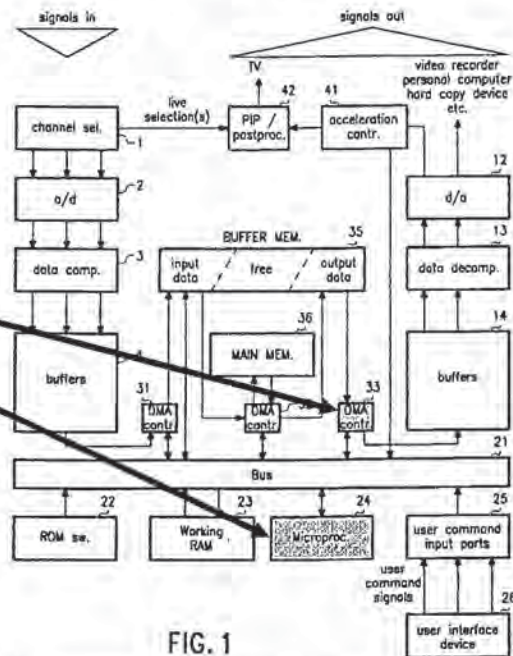 signals in
signals out
TV
video recorder
personal computer
hard copy device
etc.
live
selection(s)
channel sel.
1
PIP /
postproc.
42
41
acceleration
contr.
12
a/d
2
d/a
BUFFER MEM.
35
13
data comp.
3
input
data
free
output
data
data decomp.
36
MAIN MEM.
14
buffers
31
DMA
contr.
DMA
contr.
33
DMA
contr.
buffers
21
Bus
22
23
24
25
ROM sw.
Working
RAM
Microproc.
user command
input ports
user
command
signals
26
user interface
device
FIG. 1